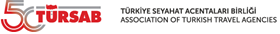 50 TÜRSAB
TÜRKİYE SEYAHAT ACENTALARI BİRLİĞİ
ASSOCIATION OF TURKISH TRAVEL AGENCIES